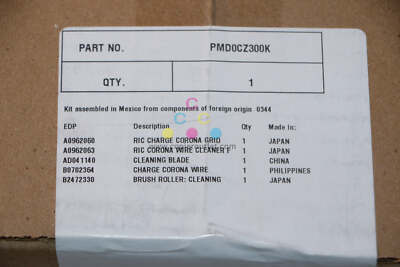 PART NO. PMD0CZ300K
QTY. 1
Kit assembled in Mexico from components of foreign origin 0344
EDP Description Qty Made in:
A0962060 RIC CHARGE CORONA GRID 1 JAPAN
A0962063 RIC CORONA WIRE CLEANER F 1 JAPAN
AD041140 CLEANING BLADE 1 CHINA
B0702364 CHARGE CORONA WIRE 1 PHILIPPINES
B2472330 BRUSH ROLLER: CLEANING 1 JAPAN